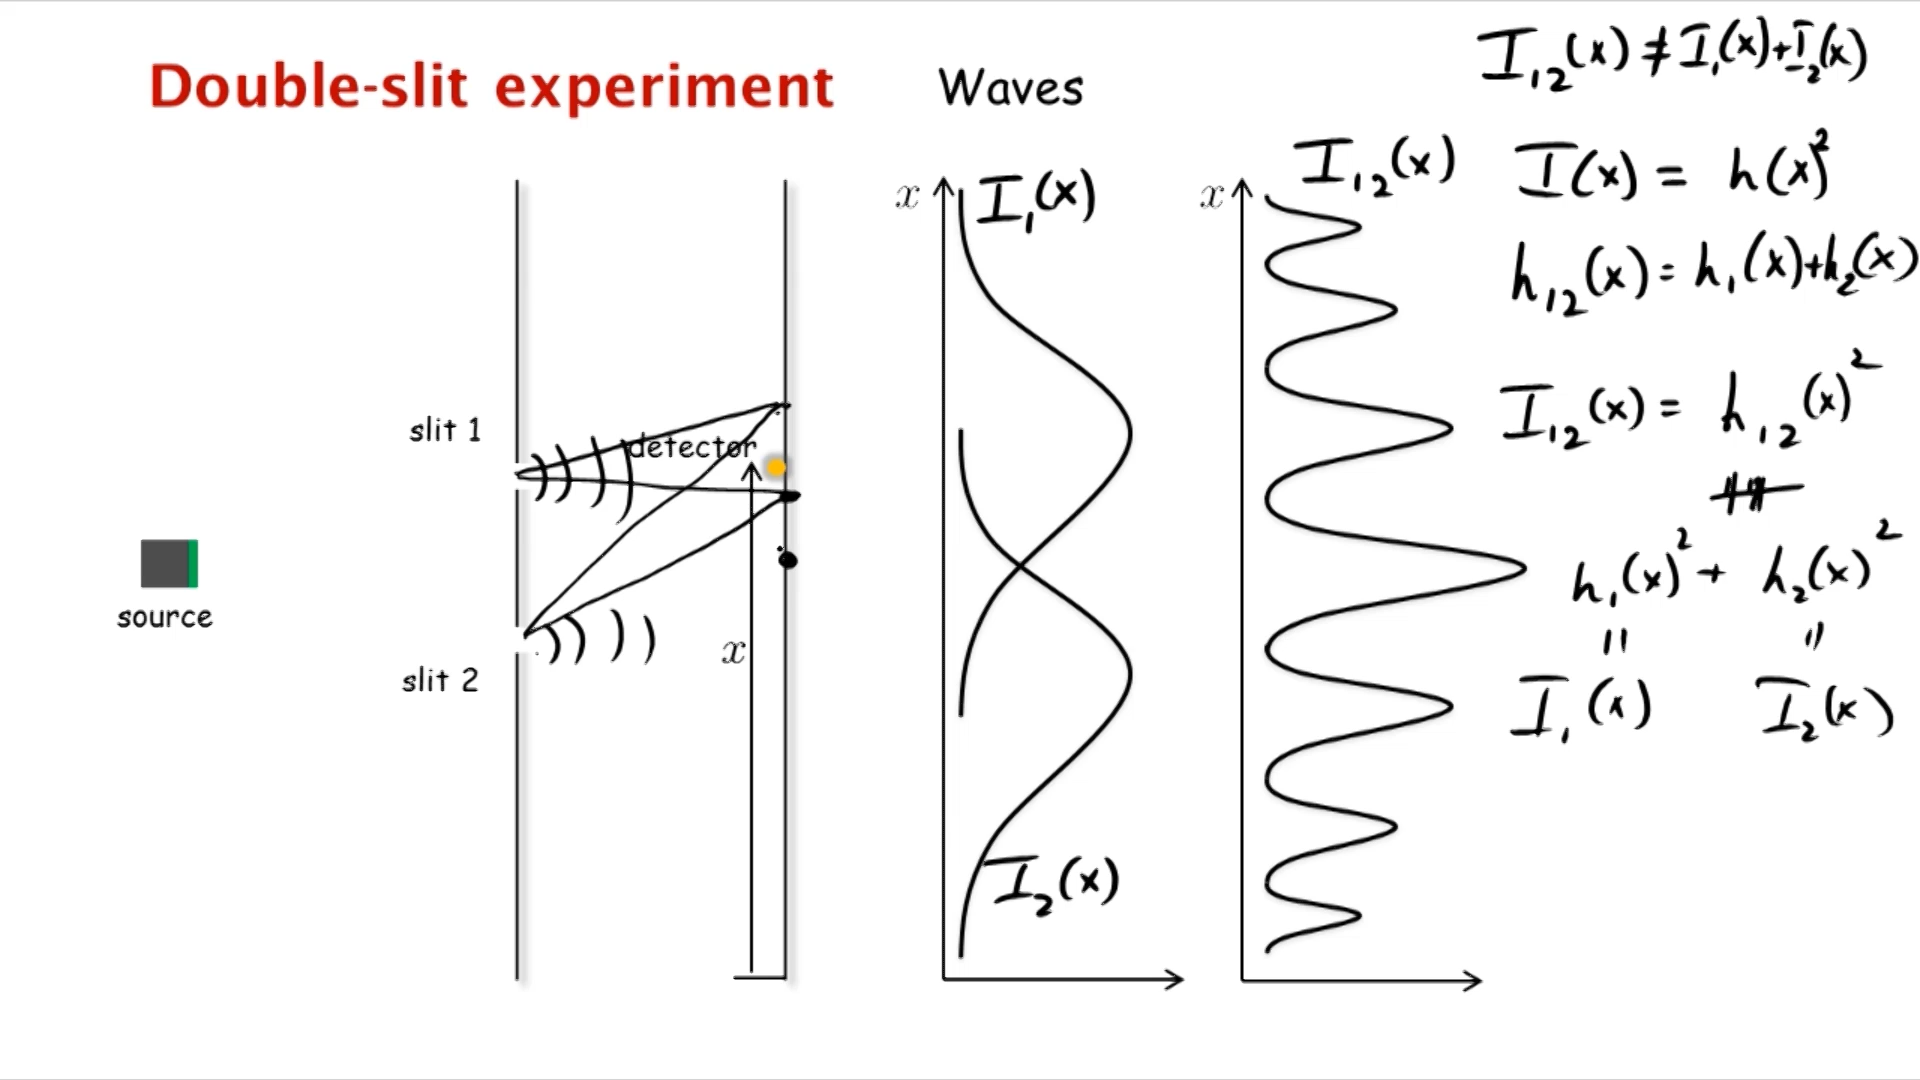 Double-slit experiment
Waves
I₁₂(x) ≠ I₁(x)+I₂(x)
I₁₂(x)
I(x) = h(x)²
x
I₁(x)
x
h₁₂(x) = h₁(x)+h₂(x)
I₁₂(x) = h₁₂(x)²
slit 1
detector
≠
h₁(x)² + h₂(x)²
source
x
slit 2
=
=
I₁(x)
I₂(x)
I₂(x)